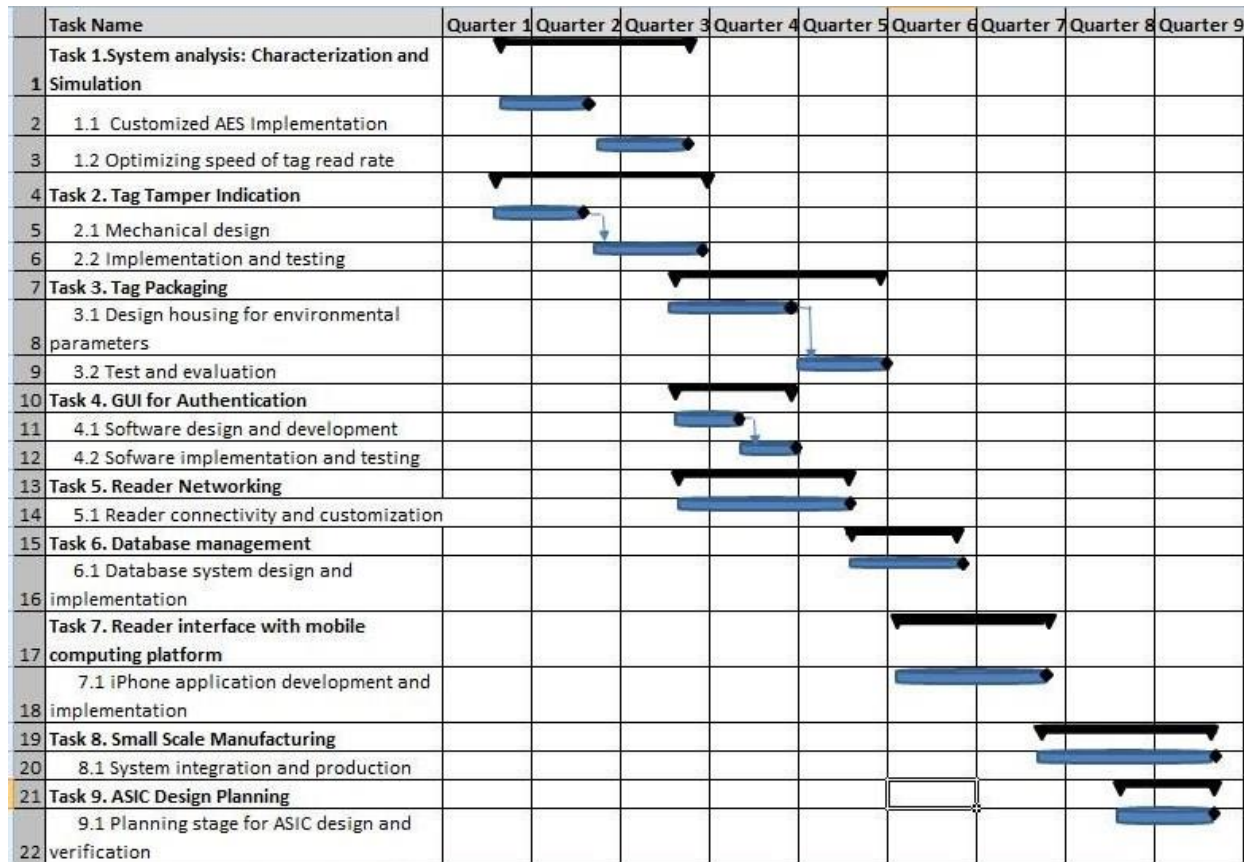 Task Name Quarter 1 Quarter 2 Quarter 3 Quarter 4 Quarter 5 Quarter 6 Quarter 7 Quarter 8 Quarter 9
Task 1.System analysis: Characterization and
1 Simulation
2 1.1 Customized AES Implementation
3 1.2 Optimizing speed of tag read rate
4 Task 2. Tag Tamper Indication
5 2.1 Mechanical design
6 2.2 Implementation and testing
7 Task 3. Tag Packaging
3.1 Design housing for environmental
8 parameters
9 3.2 Test and evaluation
10 Task 4. GUI for Authentication
11 4.1 Software design and development
12 4.2 Sofware implementation and testing
13 Task 5. Reader Networking
14 5.1 Reader connectivity and customization
15 Task 6. Database management
6.1 Database system design and
16 implementation
Task 7. Reader interface with mobile
17 computing platform
7.1 iPhone application development and
18 implementation
19 Task 8. Small Scale Manufacturing
20 8.1 System integration and production
21 Task 9. ASIC Design Planning
9.1 Planning stage for ASIC design and
22 verification